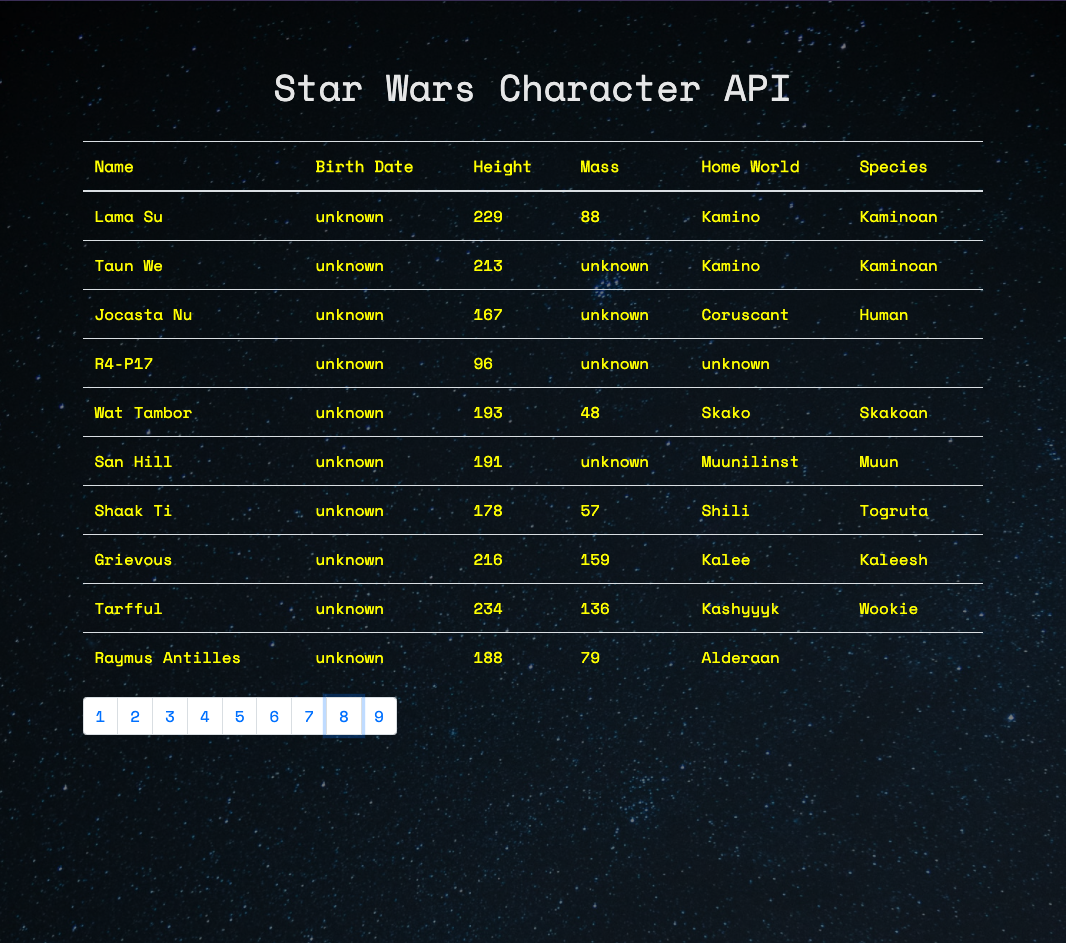 Star Wars Character API
Name Birth Date Height Mass Home World Species
Lama Su unknown 229 88 Kamino Kaminoan
Taun We unknown 213 unknown Kamino Kaminoan
Jocasta Nu unknown 167 unknown Coruscant Human
R4-P17 unknown 96 unknown unknown
Wat Tambor unknown 193 48 Skako Skakoan
San Hill unknown 191 unknown Muunilinst Muun
Shaak Ti unknown 178 57 Shili Togruta
Grievous unknown 216 159 Kalee Kaleesh
Tarfful unknown 234 136 Kashyyyk Wookie
Raymus Antilles unknown 188 79 Alderaan
1 2 3 4 5 6 7 8 9